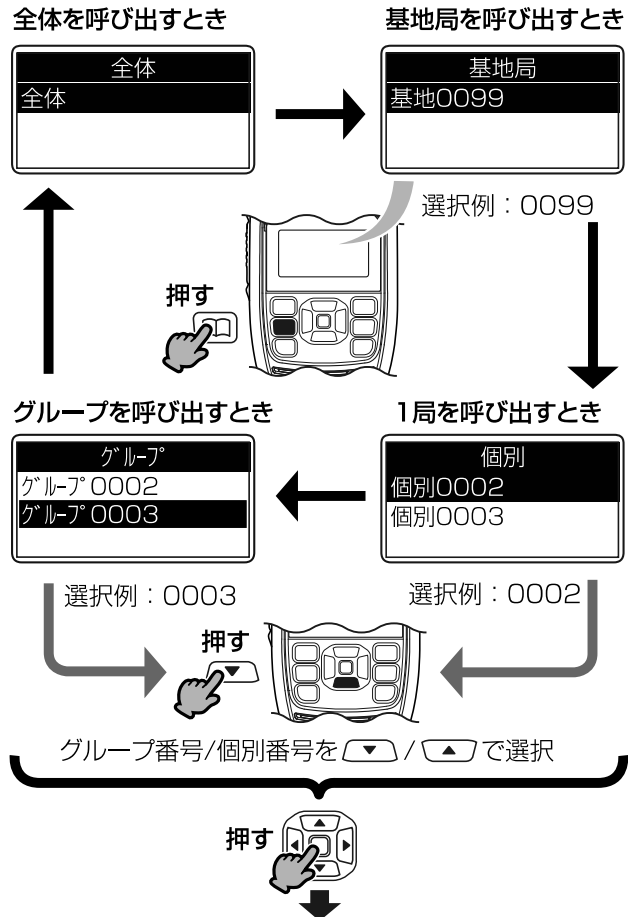 全体を呼び出すとき
基地局を呼び出すとき
全体
全体
基地局
基地0099
選択例：0099
押す
グループを呼び出すとき
1局を呼び出すとき
ｸﾞﾙｰﾌﾟ
ｸﾞﾙｰﾌﾟ0002
ｸﾞﾙｰﾌﾟ0003
個別
個別0002
個別0003
選択例：0003
選択例：0002
押す
グループ番号/個別番号を▼/▲で選択
押す